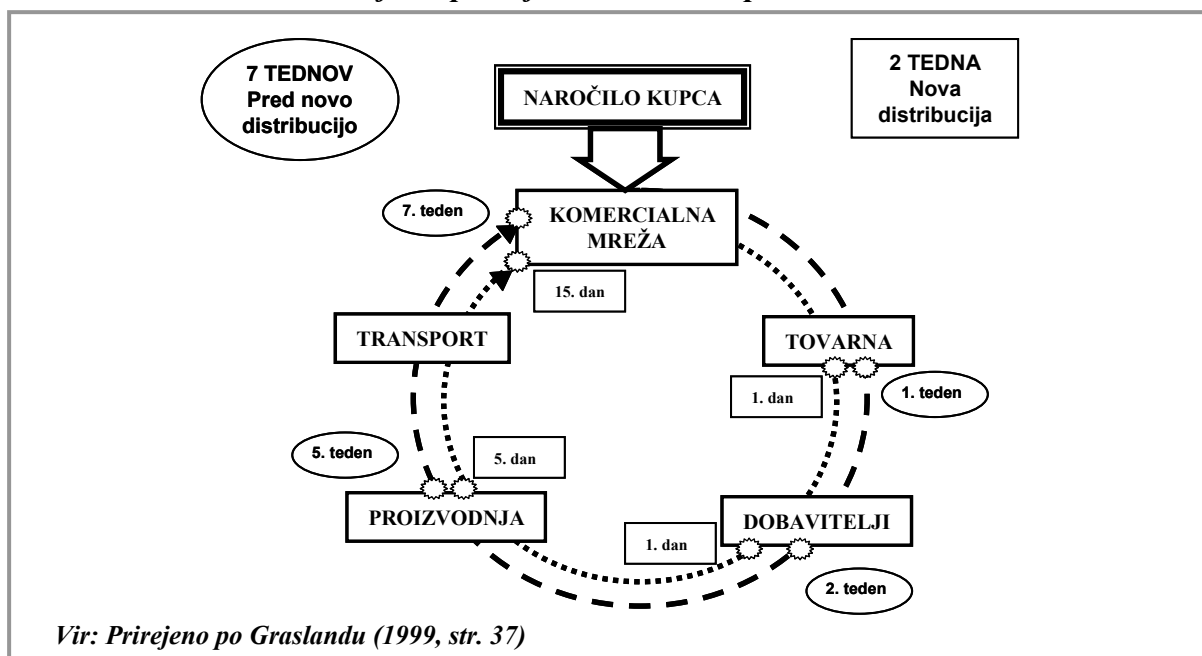 7 TEDNOV
Pred novo
distribucijo
NAROČILO KUPCA
2 TEDNA
Nova
distribucija
7. teden
KOMERCIALNA
MREŽA
15. dan
TRANSPORT
TOVARNA
1. dan
1. teden
5. teden
5. dan
PROIZVODNJA
DOBAVITELJI
1. dan
2. teden
Vir: Prirejeno po Graslandu (1999, str. 37)